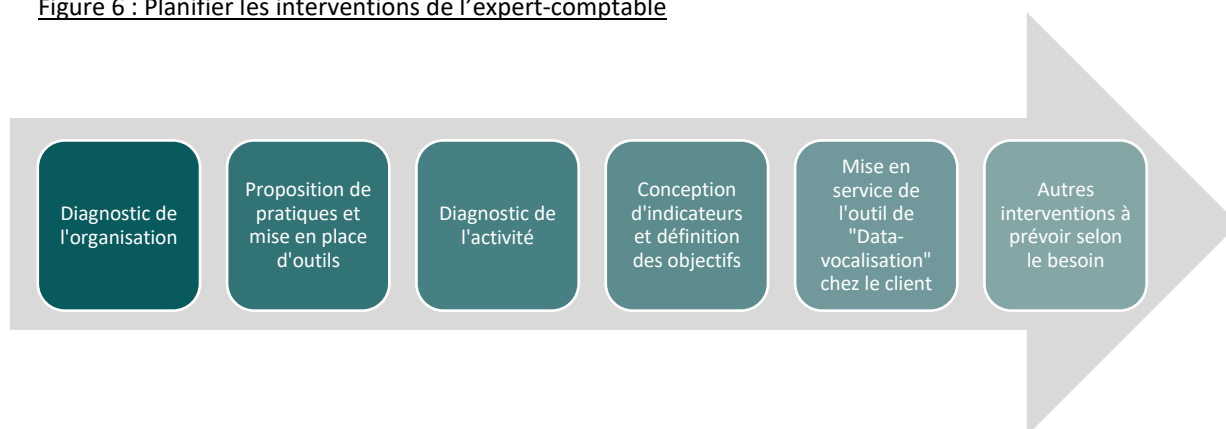 Figure 6 : Planifier les interventions de l'expert-comptable
Diagnostic de
l'organisation
Proposition de
pratiques et
mise en place
d'outils
Diagnostic de
l'activité
Conception
d'indicateurs
et définition
des objectifs
Mise en
service de
l'outil de
"Data-
vocalisation"
chez le client
Autres
interventions à
prévoir selon
le besoin